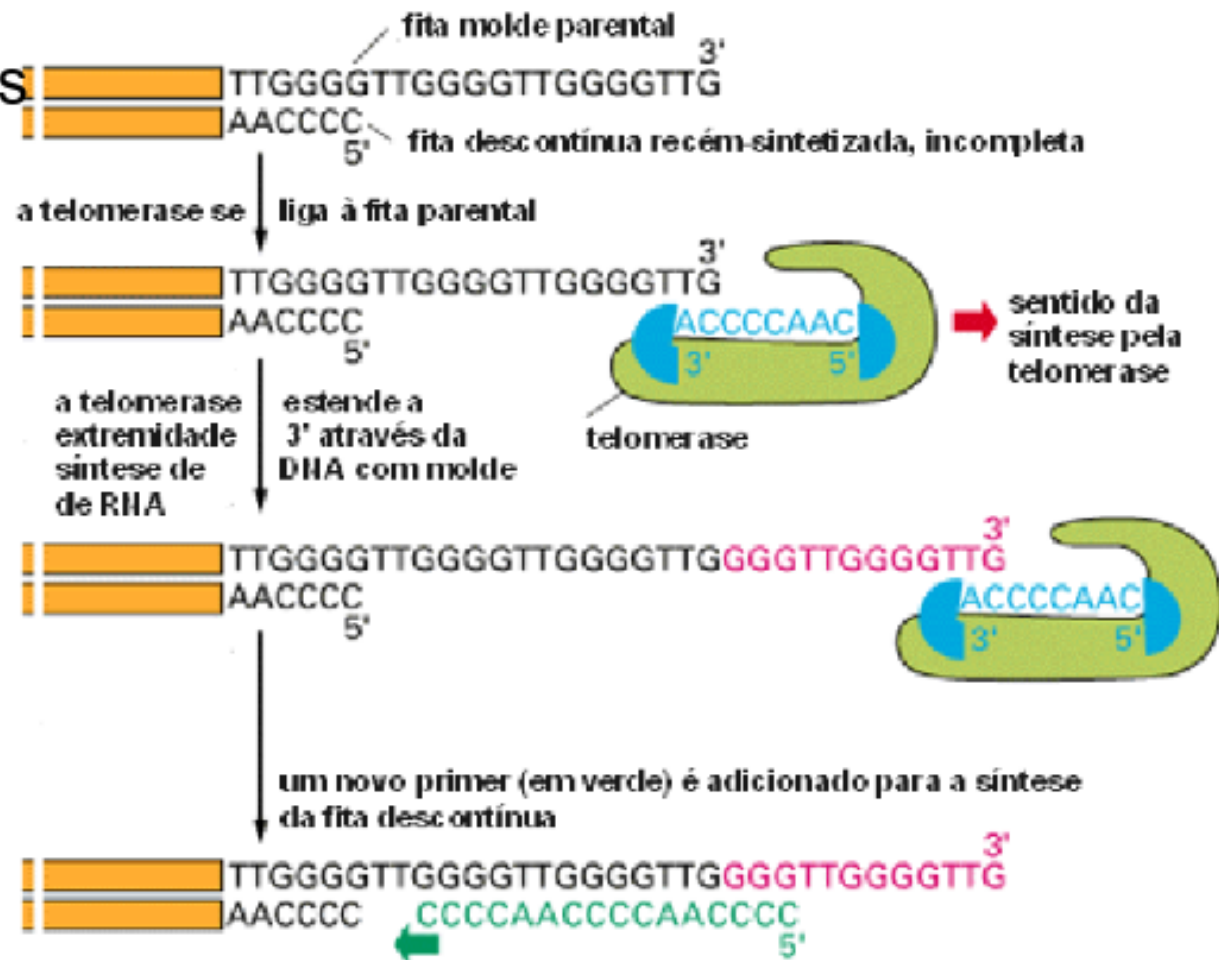 fita molde parental
3'
S
TTGGGGTTGGGGTTGGGGTTG
AACCCC
5'
fita descontínua recém-sintetizada, incompleta
a telomerase se liga à fita parental
3'
TTGGGGTTGGGGTTGGGGTTG
AACCCC
5'
ACCCCAAC
3' 5'
sentido da
síntese pela
telomerase
telomerase
a telomerase estende a
extremidade 3' através da
síntese de DNA com molde
de RNA
3'
TTGGGGTTGGGGTTGGGGTTGGGGTTGGGGTTG
AACCCC
5'
ACCCCAAC
3' 5'
um novo primer (em verde) é adicionado para a síntese
da fita descontínua
3'
TTGGGGTTGGGGTTGGGGTTGGGGTTGGGGTTG
AACCCC CCCCAACCCCAACCCC
5'